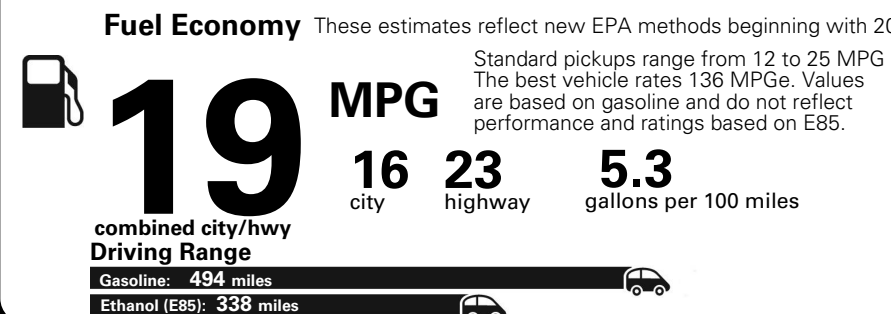 Fuel Economy These estimates reflect new EPA methods beginning with
Standard pickups range from 12 to 25 MPG
The best vehicle rates 136 MPGe. Values
are based on gasoline and do not reflect
performance and ratings based on E85.
19 MPG
16 city
23 highway
5.3 gallons per 100 miles
combined city/hwy
Driving Range
Gasoline: 494 miles
Ethanol (E85): 338 miles